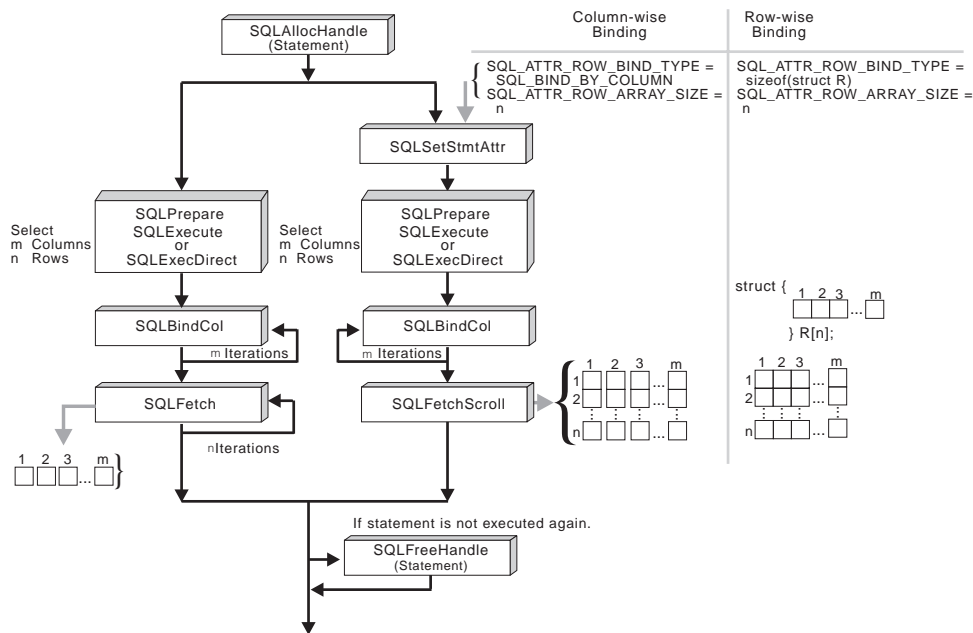 SQLAllocHandle
(Statement)
Column-wise
Binding
Row-wise
Binding
SQL_ATTR_ROW_BIND_TYPE =
SQL_BIND_BY_COLUMN
SQL_ATTR_ROW_ARRAY_SIZE =
n
SQL_ATTR_ROW_BIND_TYPE =
sizeof(struct R)
SQL_ATTR_ROW_ARRAY_SIZE =
n
SQLSetStmtAttr
Select
m Columns
n Rows
SQLPrepare
SQLExecute
or
SQLExecDirect
Select
m Columns
n Rows
SQLPrepare
SQLExecute
or
SQLExecDirect
struct {
1 2 3 ... m
} R[n];
SQLBindCol
m Iterations
SQLBindCol
m Iterations
SQLFetch
n Iterations
1 2 3 ... m }
SQLFetchScroll
{
1 2 3 m
1 ...
2 ...
n ...
1 2 3 m
1 ...
2 ...
n ...
If statement is not executed again.
SQLFreeHandle
(Statement)